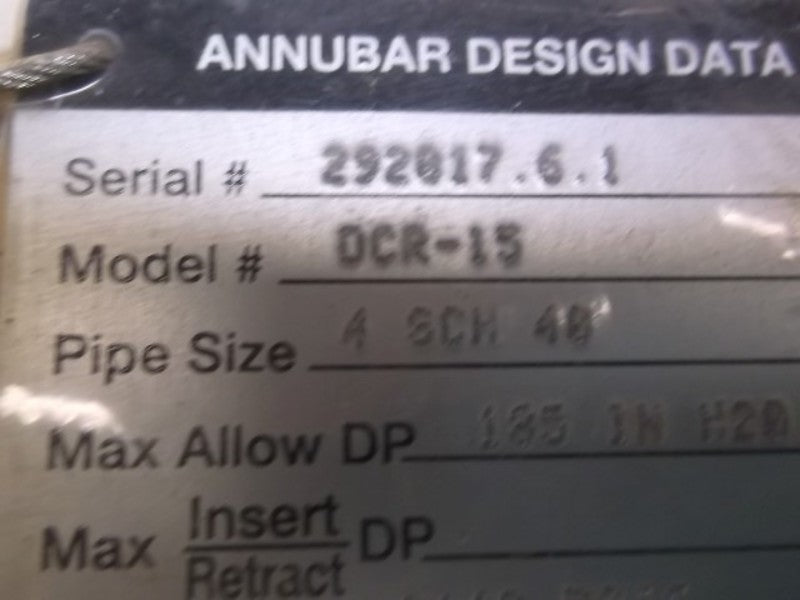 ANNUBAR DESIGN DATA
Serial # 292017.6.1
Model # DCR-15
Pipe Size 4 SCH 40
Max Allow DP 185 IN H2O
Max Insert/Retract DP